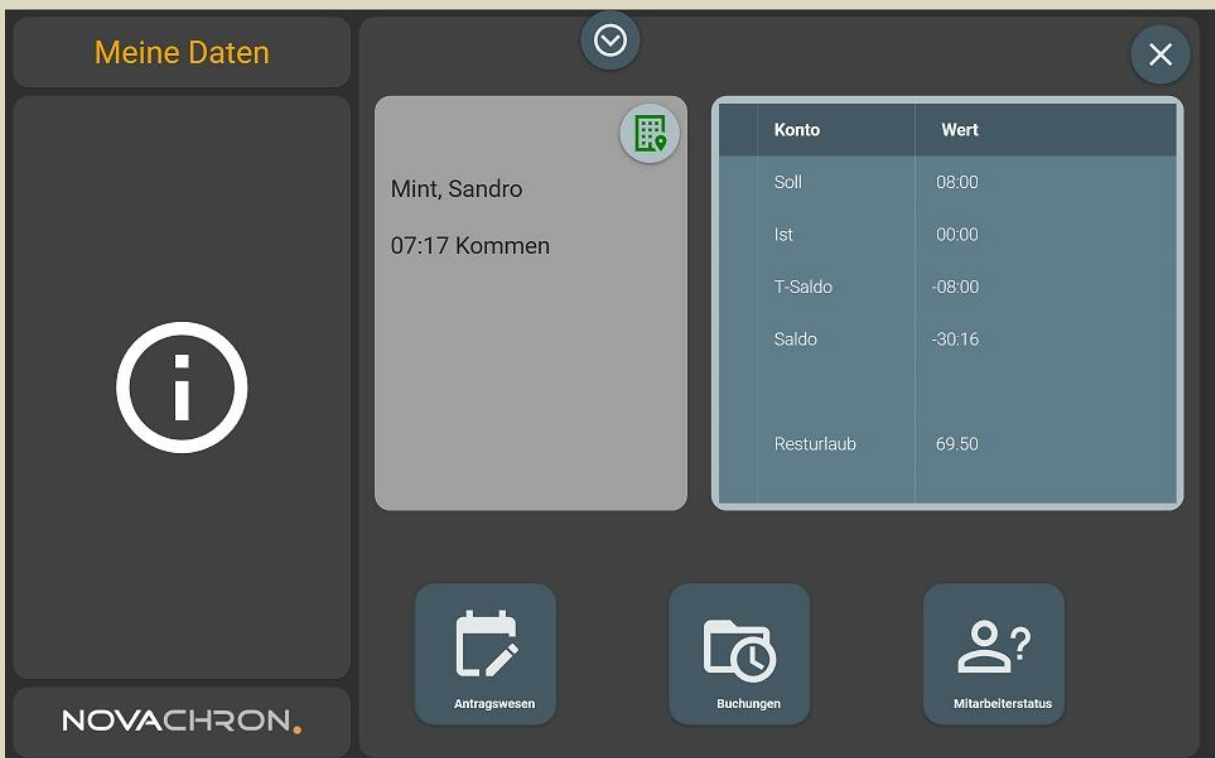 Meine Daten
Mint, Sandro
07:17 Kommen
Konto Wert
Soll 08:00
Ist 00:00
T-Saldo -08:00
Saldo -30:16
Resturlaub 69.50
Antragswesen
Buchungen
Mitarbeiterstatus
NOVACHRON.